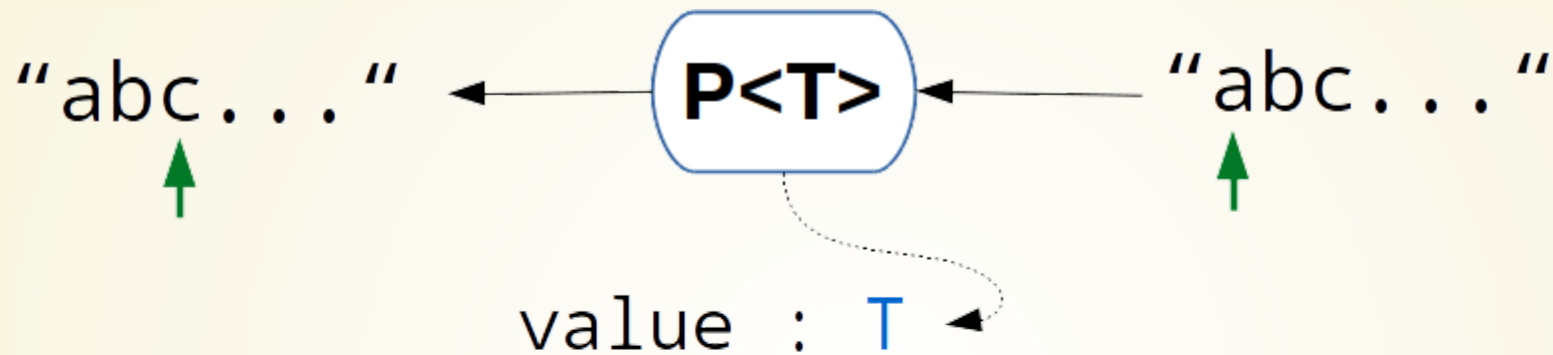 “abc...“ P<T> “abc...“
value : T